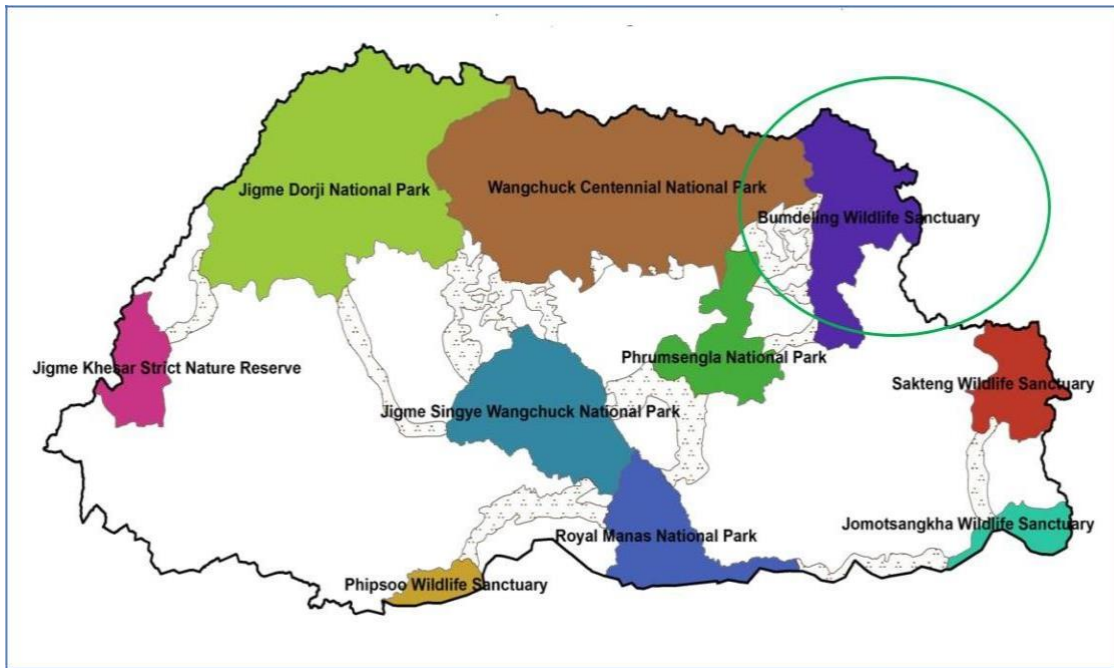 Jigme Dorji National Park
Wangchuck Centennial National Park
Bumdeling Wildlife Sanctuary
Jigme Khesar Strict Nature Reserve
Phrumsengla National Park
Sakteng Wildlife Sanctuary
Jigme Singye Wangchuck National Park
Jomotsangkha Wildlife Sanctuary
Royal Manas National Park
Phipsoo Wildlife Sanctuary